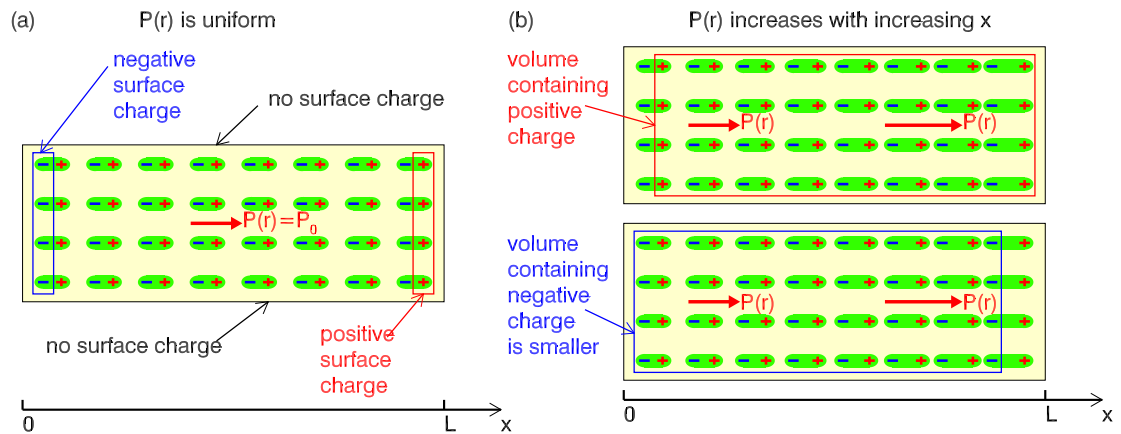 (a)
P(r) is uniform
negative
surface
charge
no surface charge
P(r)=P₀
no surface charge
positive
surface
charge
0
L
x
(b)
P(r) increases with increasing x
volume
containing
positive
charge
P(r)
P(r)
volume
containing
negative
charge
is smaller
P(r)
P(r)
0
L
x